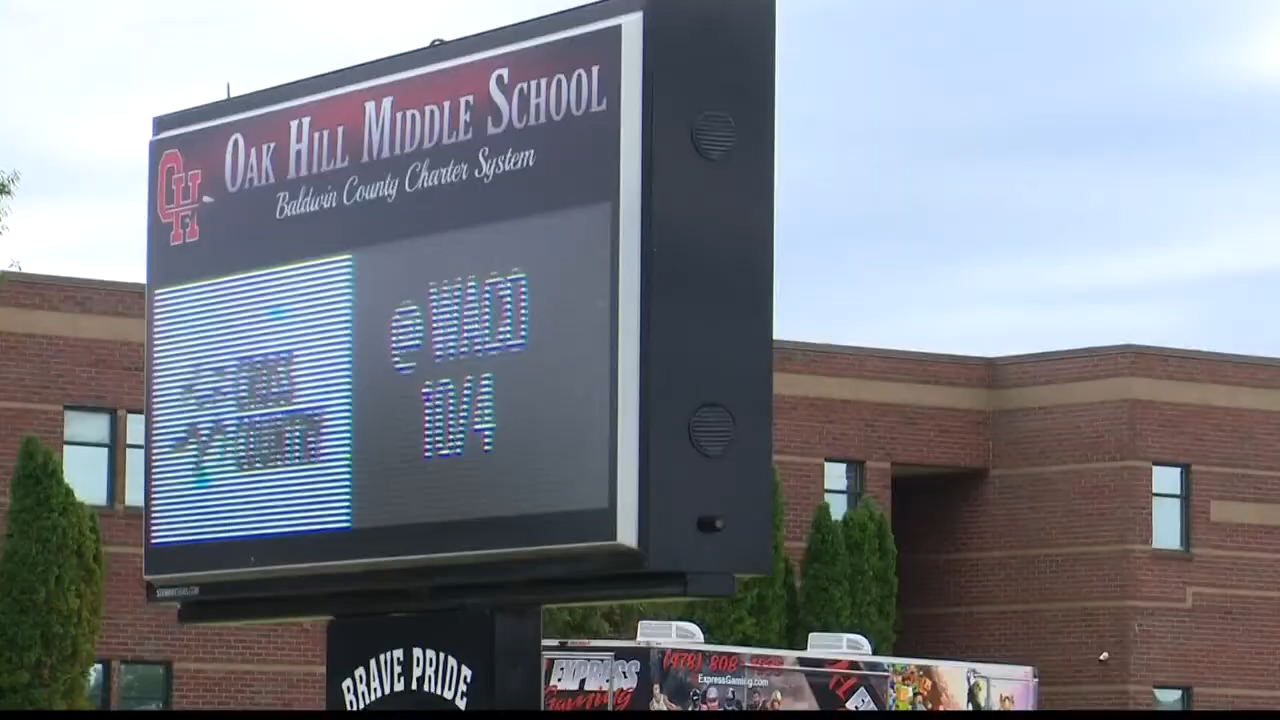 OH
OAK HILL MIDDLE SCHOOL
Baldwin County Charter System
@ WACO
10/4
BRAVE PRIDE
EXPRESS
Gaming
(478) 808
ExpressGaming.com